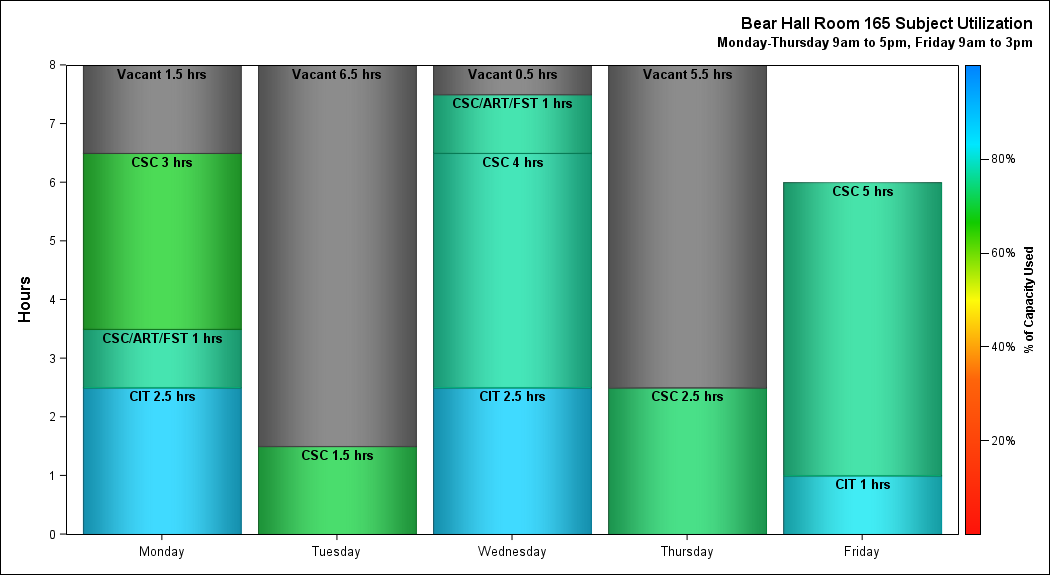 Bear Hall Room 165 Subject Utilization
Monday-Thursday 9am to 5pm, Friday 9am to 3pm
Hours
8
7
6
5
4
3
2
1
0
Vacant 1.5 hrs
CSC 3 hrs
CSC/ART/FST 1 hrs
CIT 2.5 hrs
Vacant 6.5 hrs
CSC 1.5 hrs
Vacant 0.5 hrs
CSC/ART/FST 1 hrs
CSC 4 hrs
CIT 2.5 hrs
Vacant 5.5 hrs
CSC 2.5 hrs
CSC 5 hrs
CIT 1 hrs
Monday
Tuesday
Wednesday
Thursday
Friday
80%
60%
40%
20%
% of Capacity Used